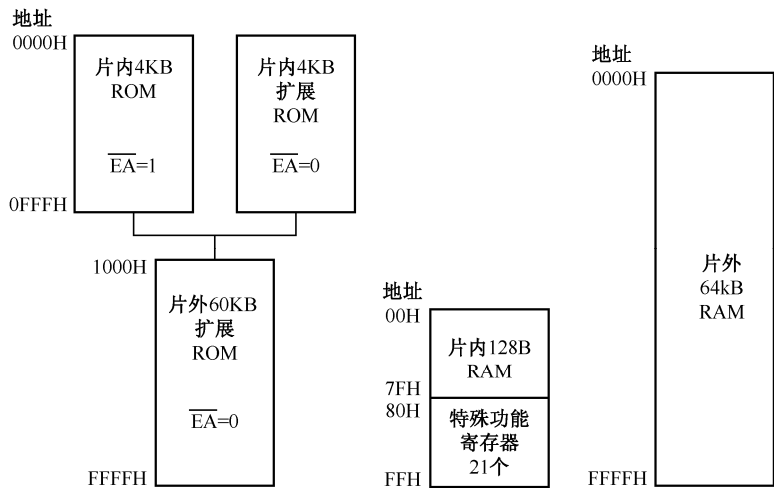 地址
0000H
片内4KB
ROM
EA=1
0FFFH
片内4KB
扩展
ROM
EA=0
1000H
片外60KB
扩展
ROM
EA=0
FFFFH
地址
00H
片内128B
RAM
7FH
80H
特殊功能
寄存器
21个
FFH
地址
0000H
片外
64kB
RAM
FFFFH